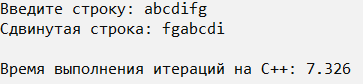 Введите строку: abcdifg
Сдвинутая строка: fgabcdi
Время выполнения итераций на C++: 7.326